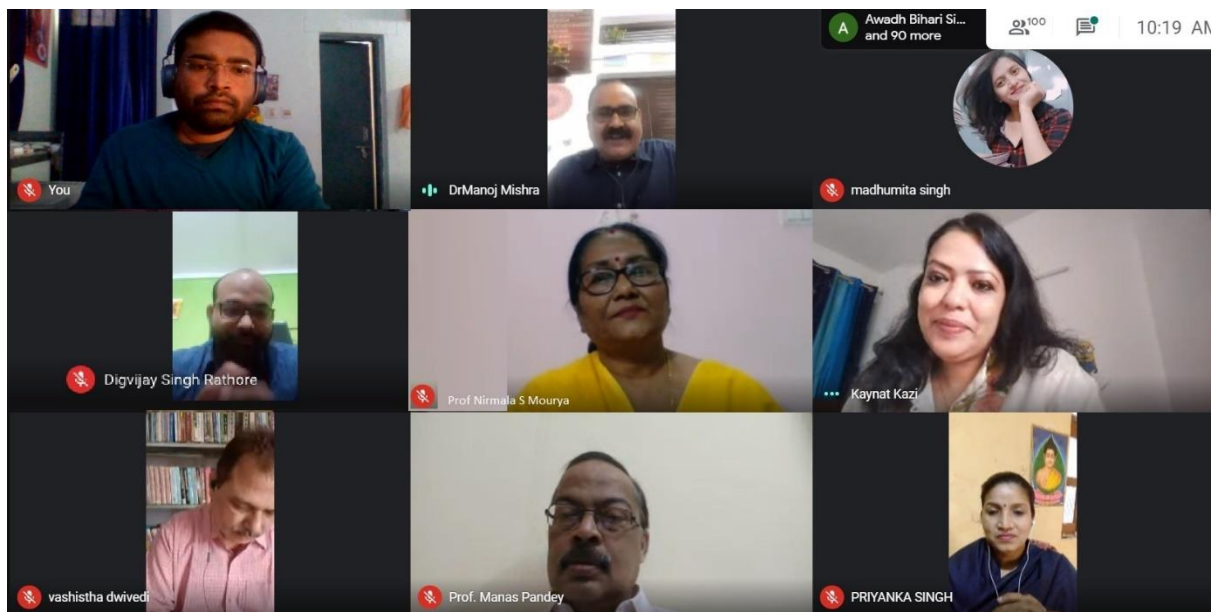 A
Awadh Bihari Si...
and 90 more
100
10:19 AM
You
DrManoj Mishra
madhumita singh
Digvijay Singh Rathore
Prof Nirmala S Mourya
Kaynat Kazi
vashistha dwivedi
Prof. Manas Pandey
PRIYANKA SINGH